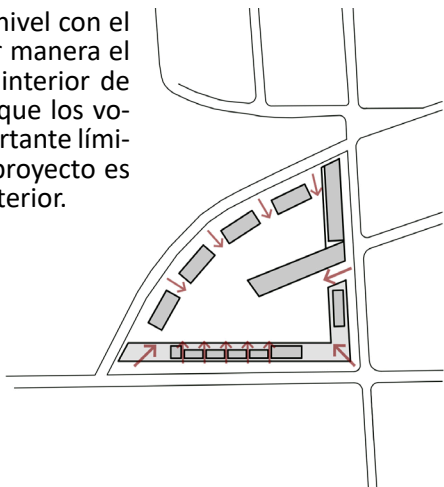 nivel con el
manera el
interior de
que los vo-
rtante lími-
proyecto es
terior.